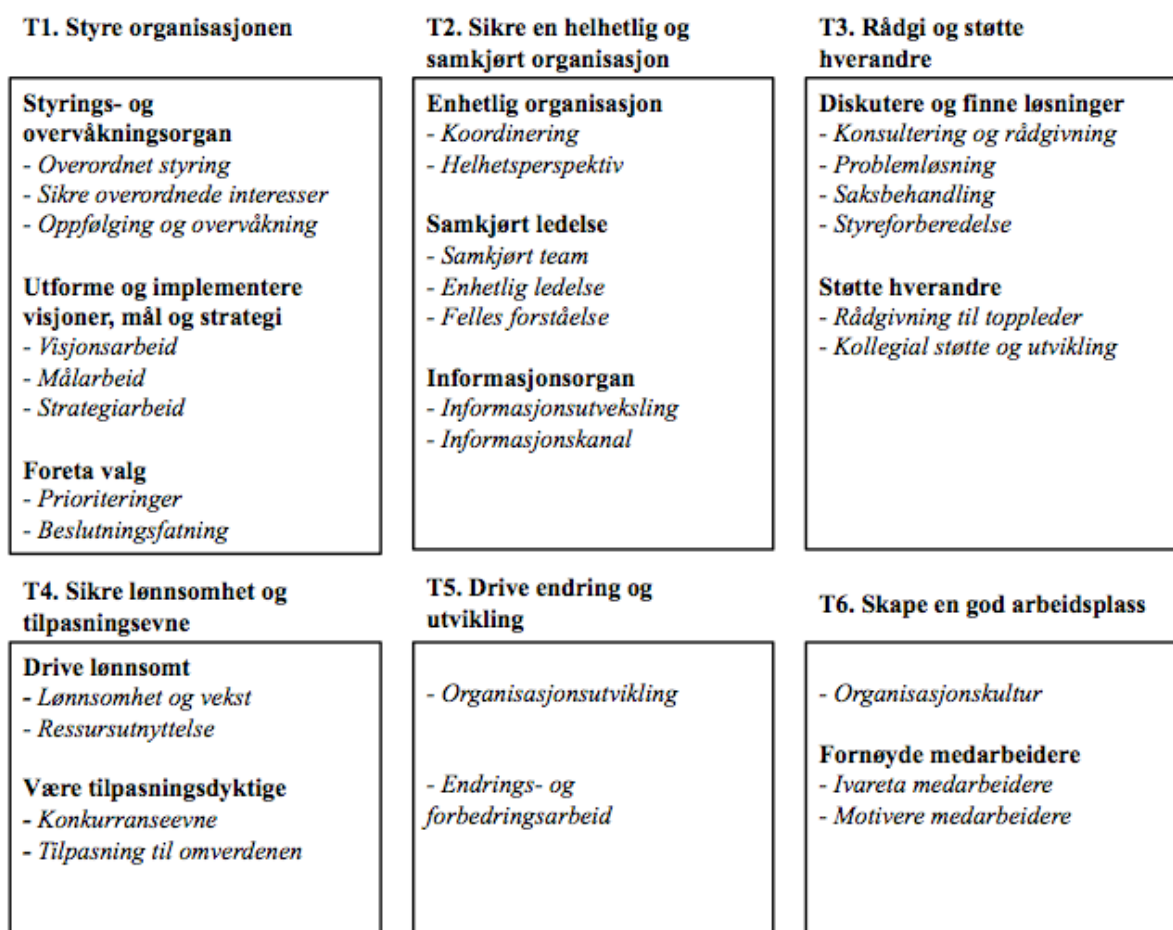 T1. Styre organisasjonen
Styrings- og
overvåkningsorgan
- Overordnet styring
- Sikre overordnede interesser
- Oppfølging og overvåkning
Utforme og implementere
visjoner, mål og strategi
- Visjonsarbeid
- Målarbeid
- Strategiarbeid
Foreta valg
- Prioriteringer
- Beslutningsfatning
T2. Sikre en helhetlig og
samkjørt organisasjon
Enhetlig organisasjon
- Koordinering
- Helhetsperspektiv
Samkjørt ledelse
- Samkjørt team
- Enhetlig ledelse
- Felles forståelse
Informasjonsorgan
- Informasjonsutveksling
- Informasjonskanal
T3. Rådgi og støtte
hverandre
Diskutere og finne løsninger
- Konsultering og rådgivning
- Problemløsning
- Saksbehandling
- Styreforberedelse
Støtte hverandre
- Rådgivning til toppleder
- Kollegial støtte og utvikling
T4. Sikre lønnsomhet og
tilpasningsevne
Drive lønnsomt
- Lønnsomhet og vekst
- Ressursutnyttelse
Være tilpasningsdyktige
- Konkurranseevne
- Tilpasning til omverdenen
T5. Drive endring og
utvikling
- Organisasjonsutvikling
- Endrings- og
forbedringsarbeid
T6. Skape en god arbeidsplass
- Organisasjonskultur
Fornøyde medarbeidere
- Ivareta medarbeidere
- Motivere medarbeidere